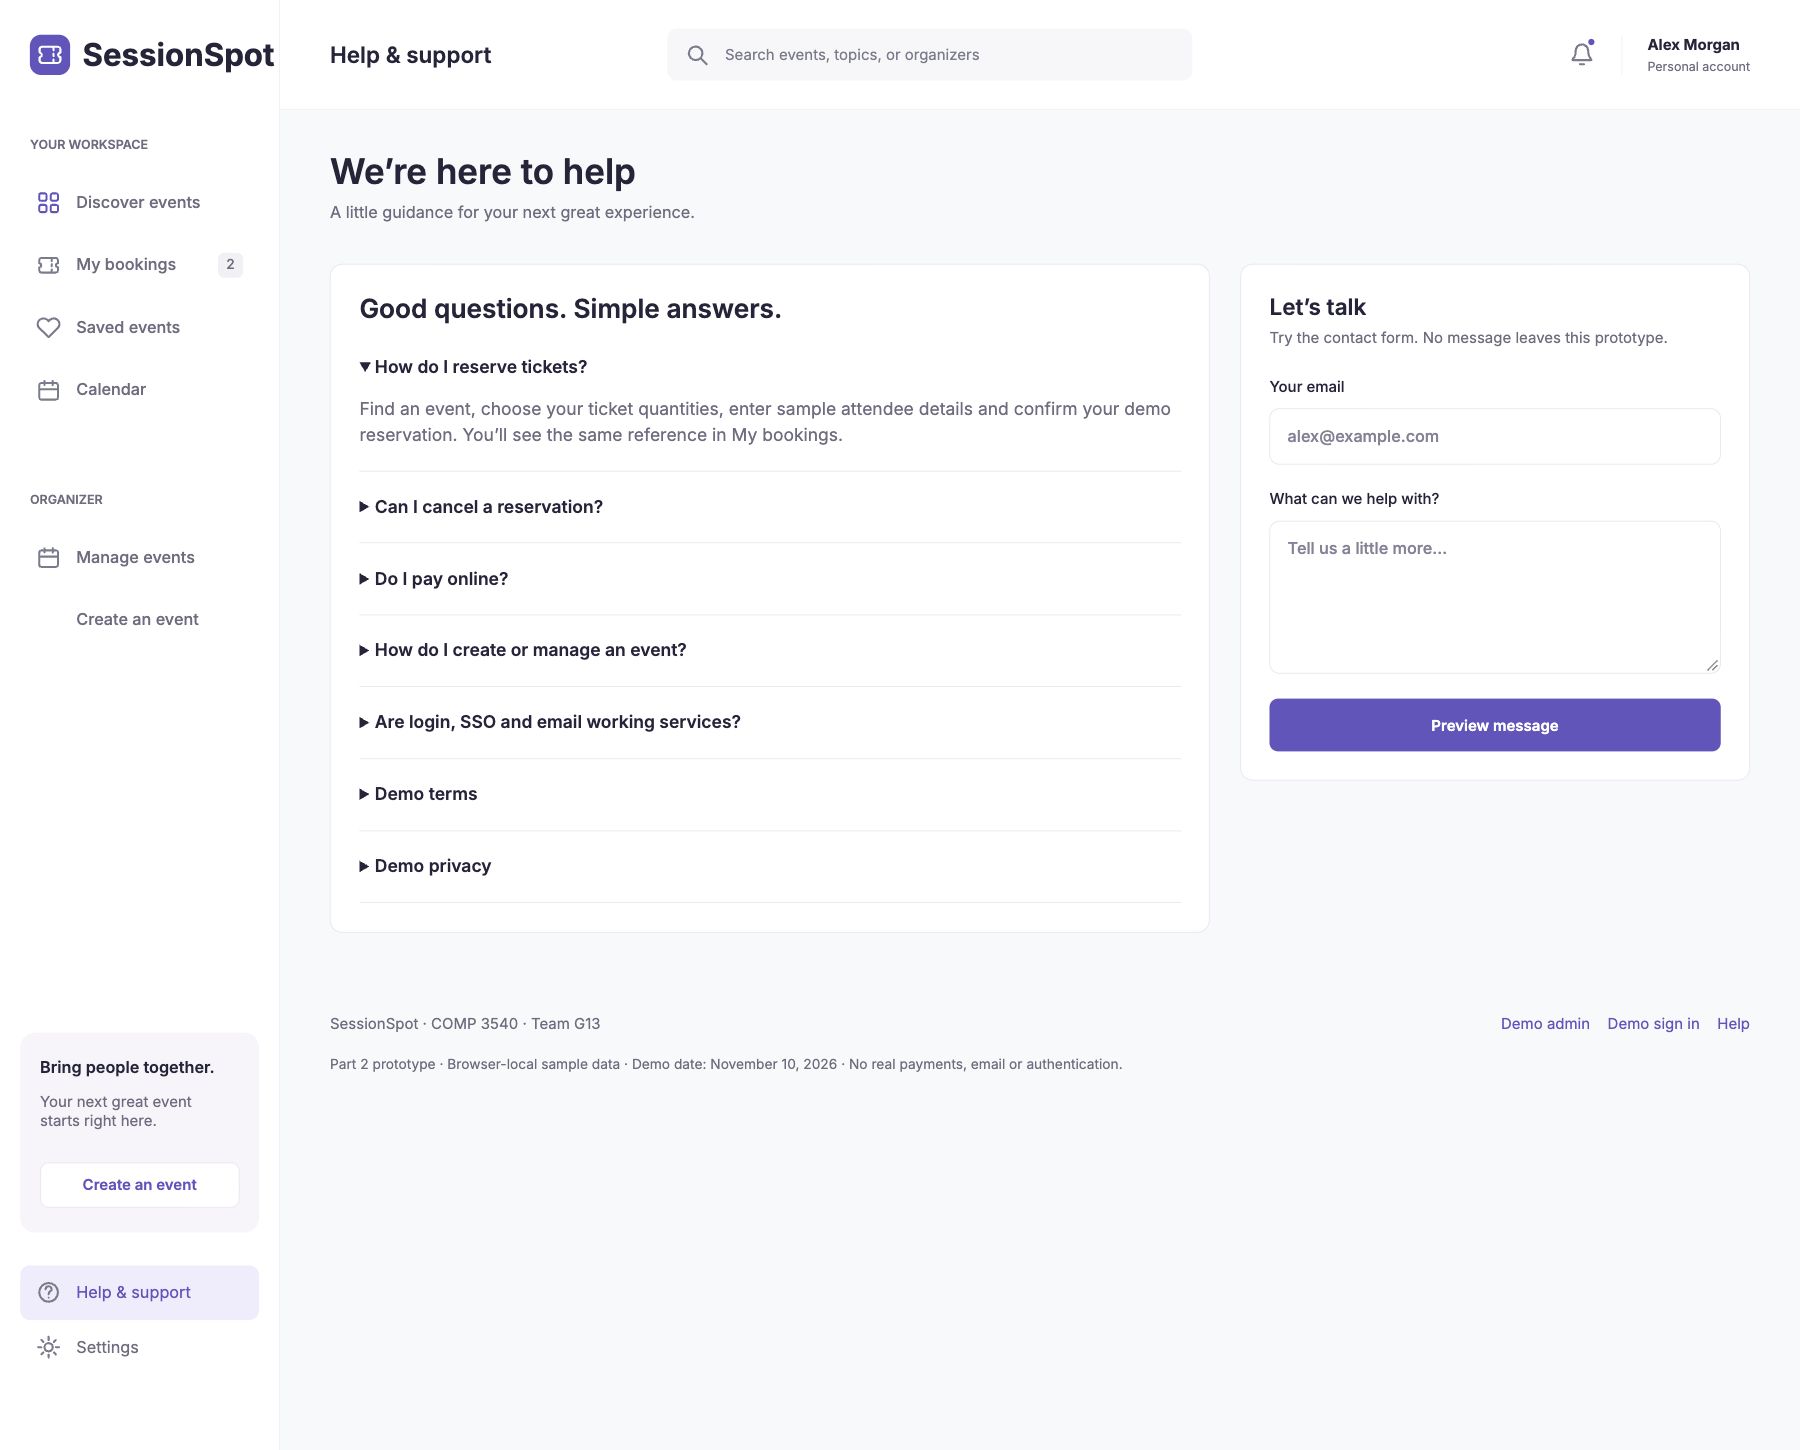 SessionSpot
Help & support
Search events, topics, or organizers
Alex Morgan
Personal account
YOUR WORKSPACE
Discover events
My bookings 2
Saved events
Calendar
ORGANIZER
Manage events
Create an event
Bring people together.
Your next great event
starts right here.
Create an event
Help & support
Settings
We’re here to help
A little guidance for your next great experience.
Good questions. Simple answers.
How do I reserve tickets?
Find an event, choose your ticket quantities, enter sample attendee details and confirm your demo
reservation. You’ll see the same reference in My bookings.
Can I cancel a reservation?
Do I pay online?
How do I create or manage an event?
Are login, SSO and email working services?
Demo terms
Demo privacy
Let’s talk
Try the contact form. No message leaves this prototype.
Your email
alex@example.com
What can we help with?
Tell us a little more…
Preview message
SessionSpot · COMP 3540 · Team G13
Demo admin Demo sign in Help
Part 2 prototype · Browser-local sample data · Demo date: November 10, 2026 · No real payments, email or authentication.